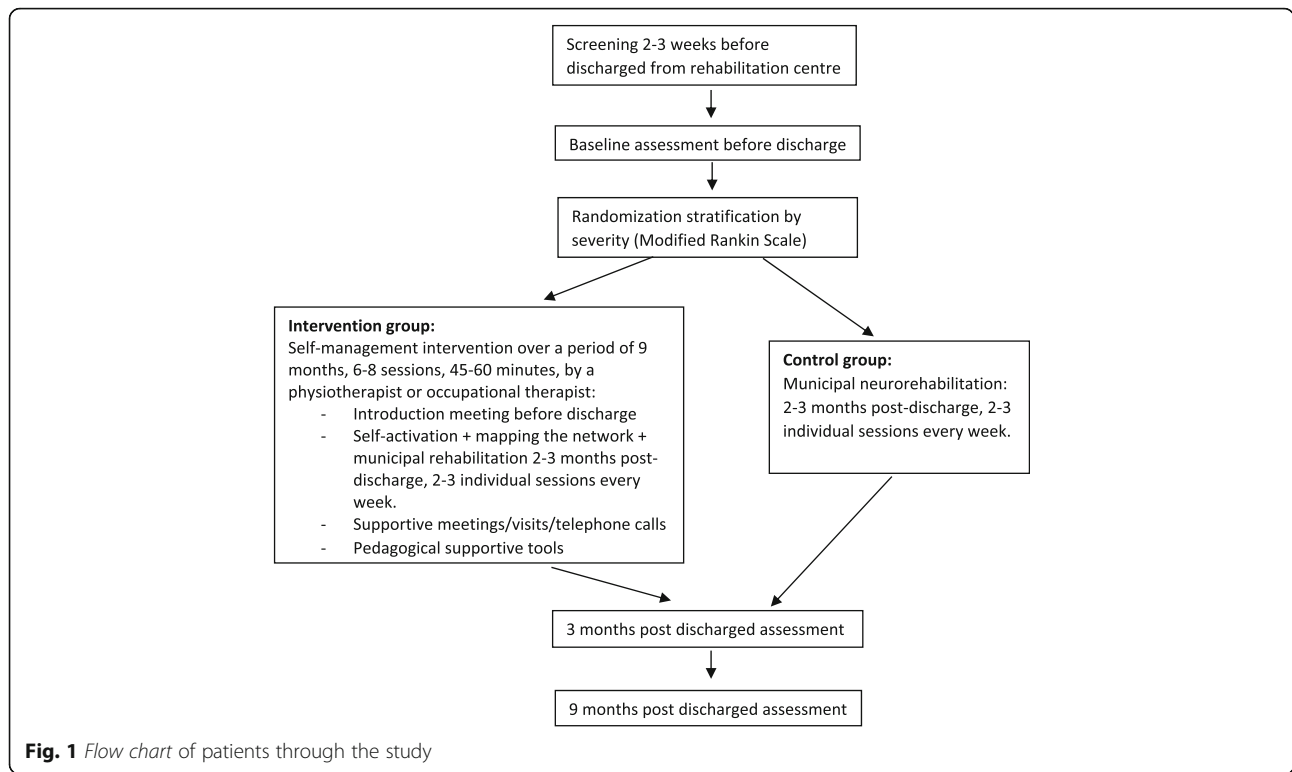 Screening 2-3 weeks before
discharged from rehabilitation centre
Baseline assessment before discharge
Randomization stratification by
severity (Modified Rankin Scale)
Intervention group:
Self-management intervention over a period of 9
months, 6-8 sessions, 45-60 minutes, by a
physiotherapist or occupational therapist:
- Introduction meeting before discharge
- Self-activation + mapping the network +
municipal rehabilitation 2-3 months post-
discharge, 2-3 individual sessions every
week.
- Supportive meetings/visits/telephone calls
- Pedagogical supportive tools
Control group:
Municipal neurorehabilitation:
2-3 months post-discharge, 2-3
individual sessions every week.
3 months post discharged assessment
9 months post discharged assessment
Fig. 1 Flow chart of patients through the study